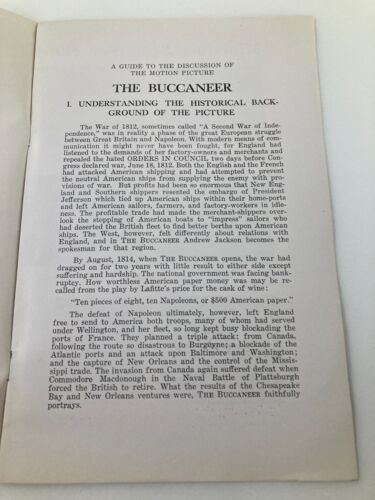 A GUIDE TO THE DISCUSSION OF
THE MOTION PICTURE
THE BUCCANEER
1. UNDERSTANDING THE HISTORICAL BACK-
GROUND OF THE PICTURE
The War of 1812, sometimes called "A Second War of Inde-
pendence," was in reality a phase of the great European struggle
between Great Britain and Napoleon. With modern means of com-
munication it might never have been fought, for England had
listened to the demands of her factory-owners and merchants and
repealed the hated ORDERS IN COUNCIL two days before Con-
gress declared war, June 18, 1812. Both the English and the French
had attacked American shipping and had attempted to prevent
the neutral American ships from supplying the enemy with pro-
visions of war. But profits had been so enormous that New Eng-
land and Southern shippers resented the embargo of President
Jefferson which tied up American ships within their home-ports
and left American sailors, farmers, and factory-workers in idle-
ness. The profitable trade had made the merchant-shippers over-
look the stopping of American boats to "impress" sailors who
had deserted the British fleet to find better berths upon American
ships. The West, however, felt differently about relations with
England, and in THE BUCCANEER Andrew Jackson becomes the
spokesman for that region.
By August, 1814, when THE BUCCANEER opens, the war had
dragged on for two years with little result to either side except
suffering and hardship. The national government was facing bank-
ruptcy. How worthless American paper money was may be re-
called from the play by Lafitte's price for the cask of wine:
"Ten pieces of eight, ten Napoleons, or $500 American paper."
The defeat of Napoleon ultimately, however, left England
free to send to America both troops, many of whom had served
under Wellington, and her fleet, so long kept busy blockading the
ports of France. They planned a triple attack: from Canada,
following the route so disastrous to Burgoyne; a blockade of the
Atlantic ports and an attack upon Baltimore and Washington;
and the capture of New Orleans and the control of the Missis-
sippi trade. The invasion from Canada again suffered defeat when
Commodore Macdonough in the Naval Battle of Plattsburgh
forced the British to retire. What the results of the Chesapeake
Bay and New Orleans ventures were, THE BUCCANEER faithfully
portrays.